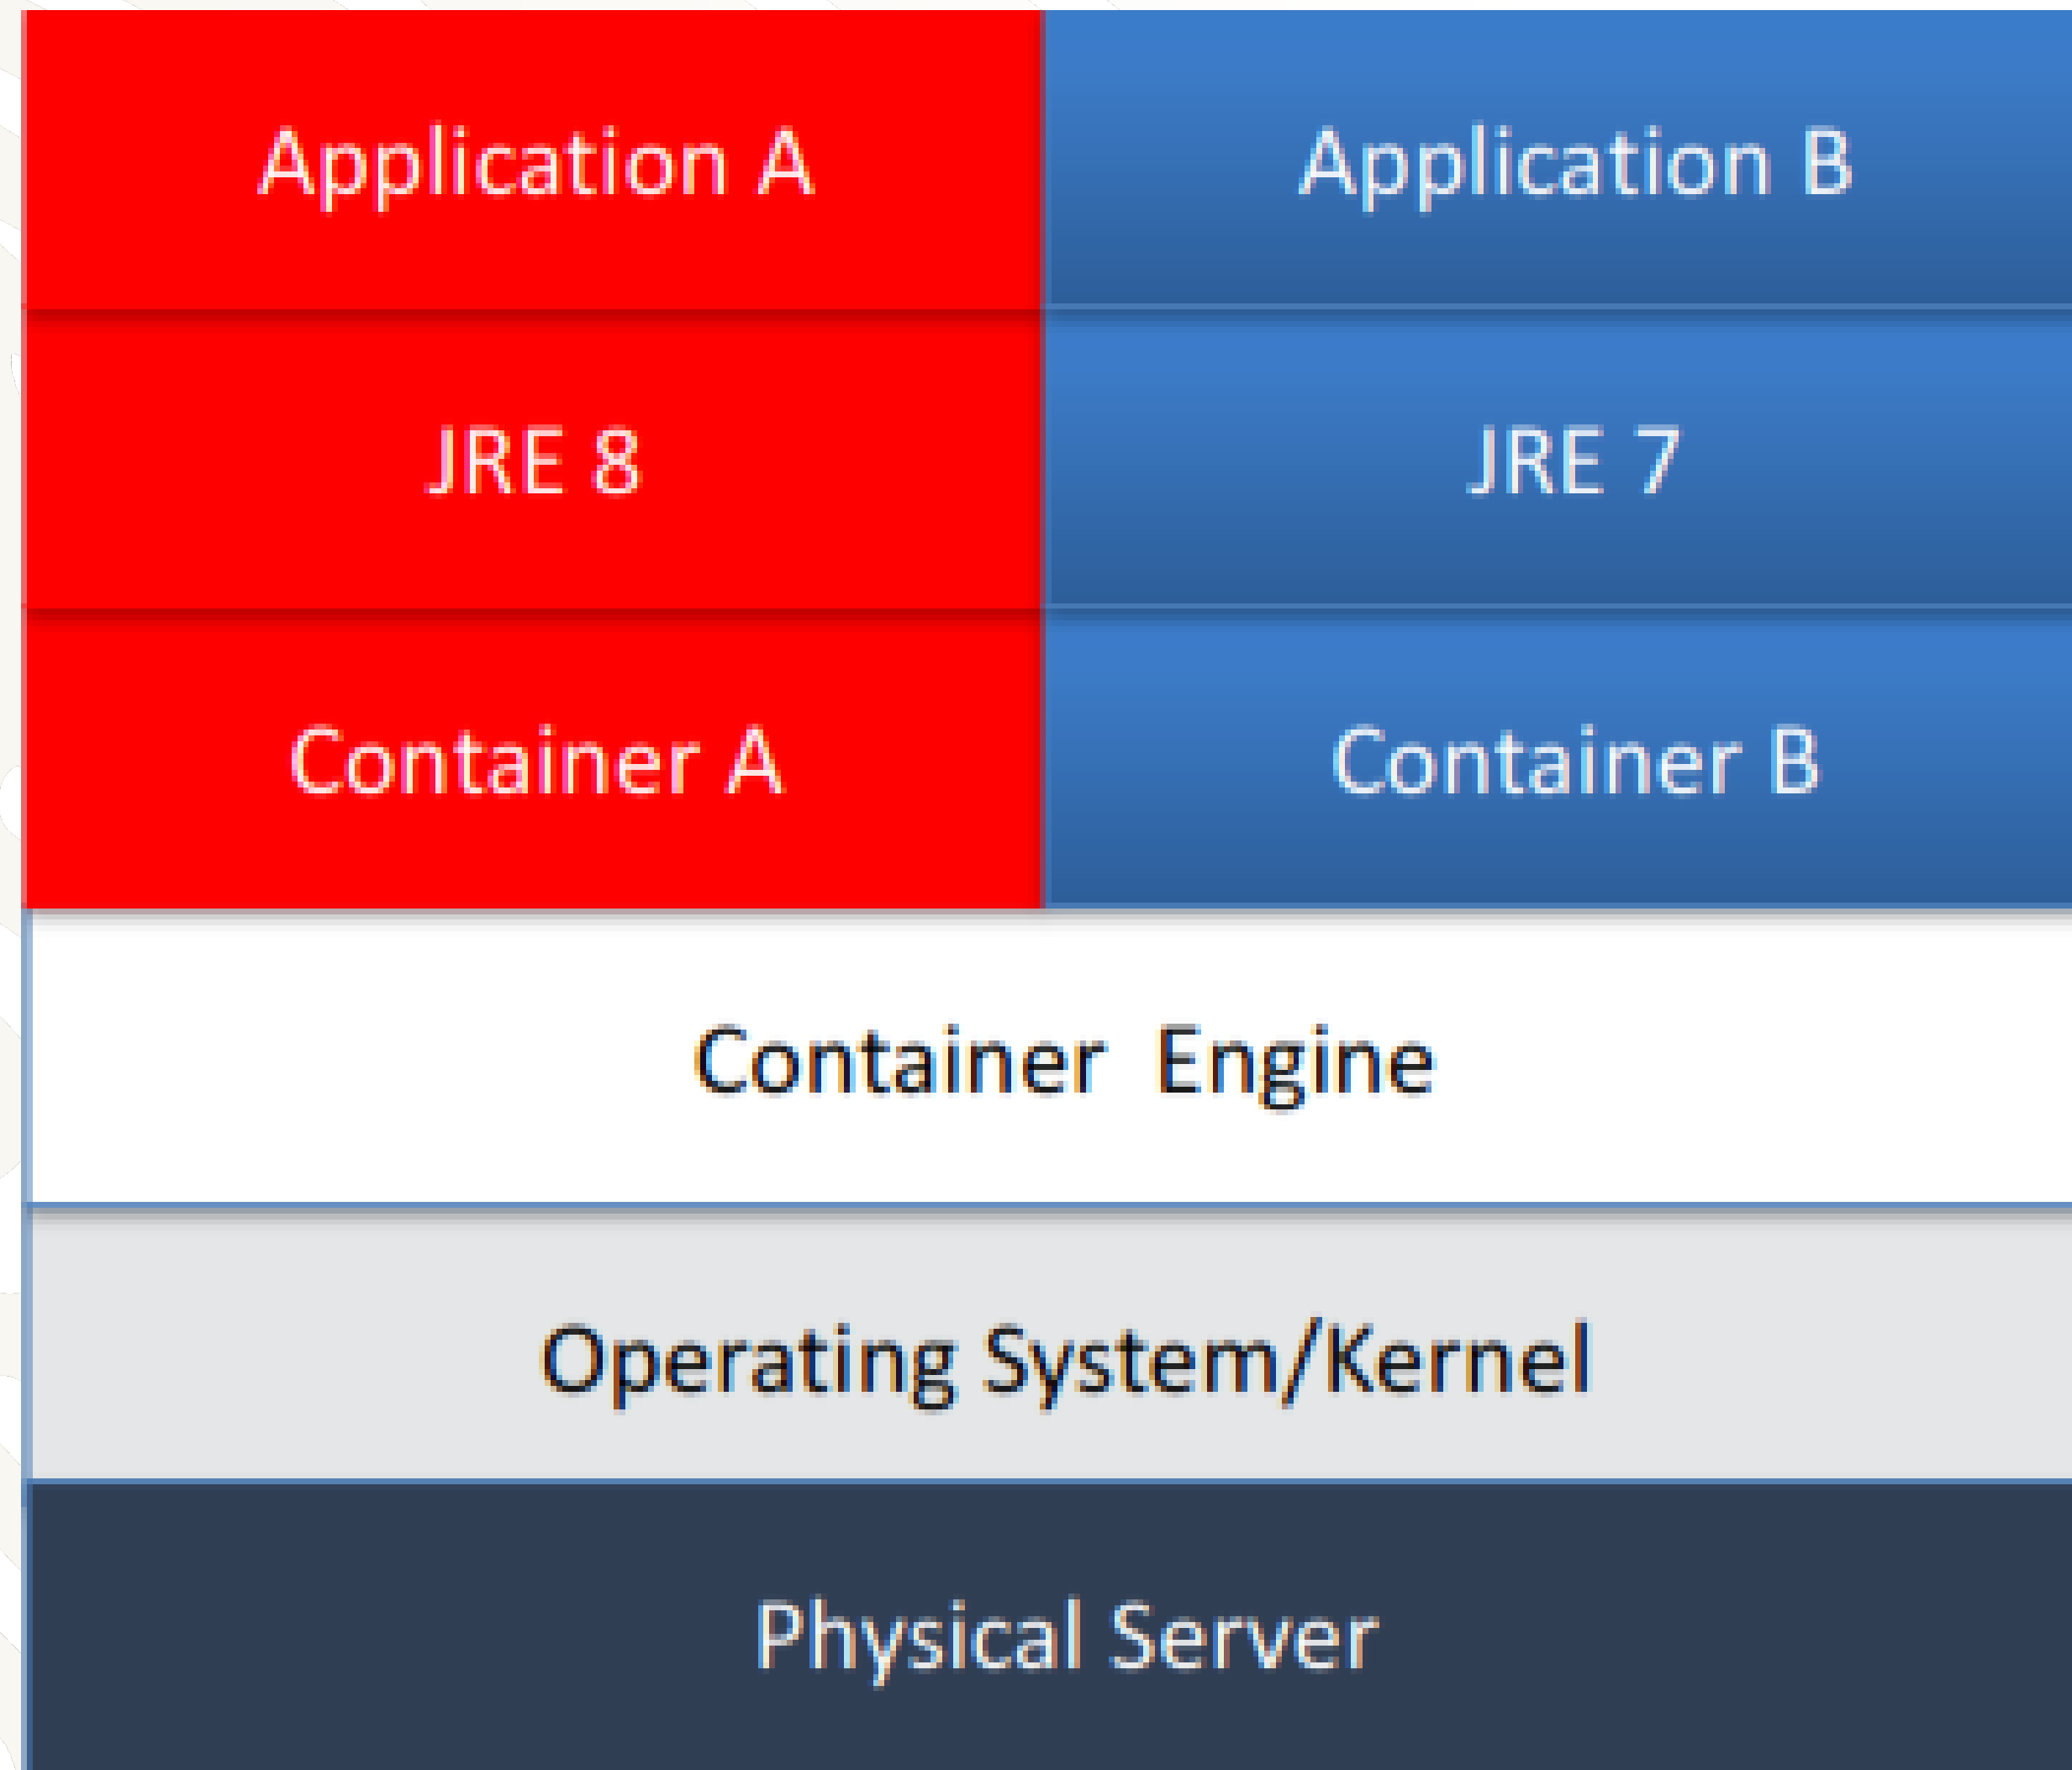 Application A
Application B
JRE 8
JRE 7
Container A
Container B
Container  Engine
Operating System/Kernel
Physical Server